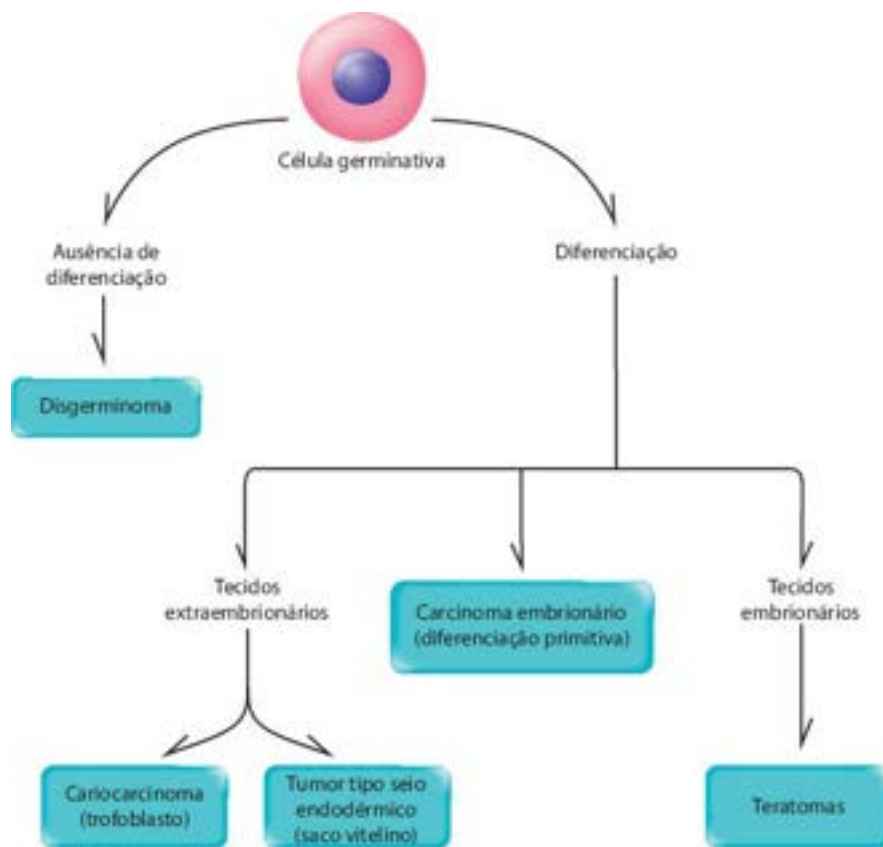 Célula germinativa
Ausência de
diferenciação
Diferenciação
Disgerminoma
Tecidos
extraembrionários
Carcinoma embrionário
(diferenciação primitiva)
Tecidos
embrionários
Cariocarcinoma
(trofoblasto)
Tumor tipo seio
endodérmico
(saco vitelino)
Teratomas